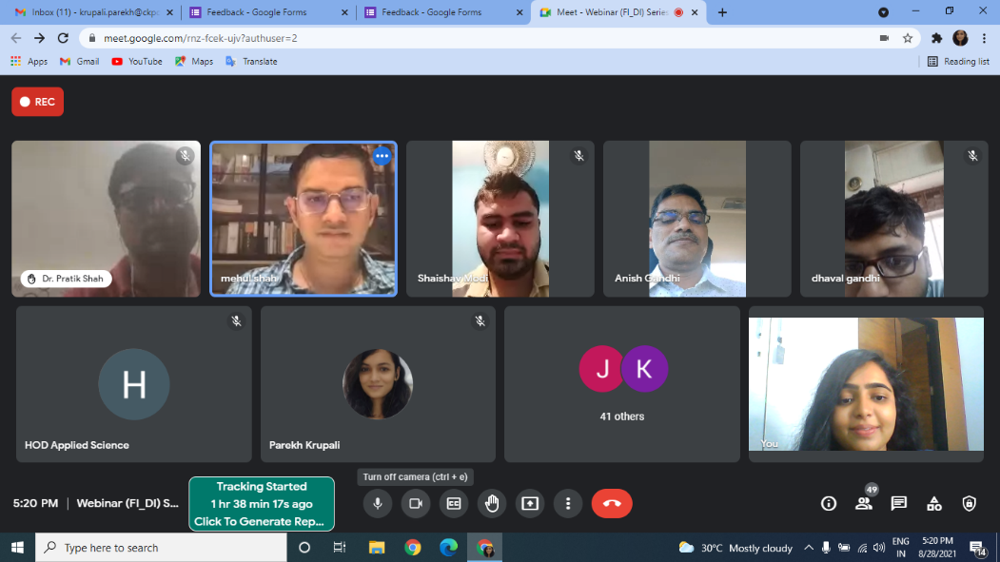 Inbox (11) - krupali.parekh@ckpc
Feedback - Google Forms
Feedback - Google Forms
Meet - Webinar (FI_DI) Series
meet.google.com/rnz-fcek-ujv?authuser=2
Apps
Gmail
YouTube
Maps
Translate
Reading list
REC
Dr. Pratik Shah
mehul shah
Shaishav Modi
Anish Gandhi
dhaval gandhi
H
HOD Applied Science
Parekh Krupali
J K
41 others
You
Turn off camera (ctrl + e)
5:20 PM | Webinar (FI_DI) S...
Tracking Started
1 hr 38 min 17s ago
Click To Generate Rep...
49
Type here to search
30°C Mostly cloudy
ENG
IN
5:20 PM
8/28/2021
14